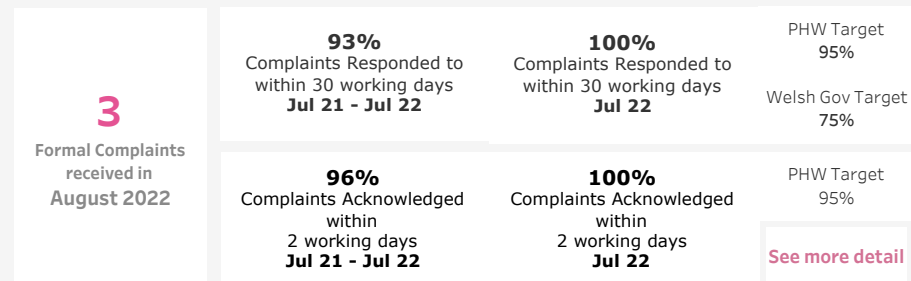 3
Formal Complaints
received in
August 2022
93%
Complaints Responded to
within 30 working days
Jul 21 - Jul 22
100%
Complaints Responded to
within 30 working days
Jul 22
PHW Target
95%
Welsh Gov Target
75%
96%
Complaints Acknowledged
within
2 working days
Jul 21 - Jul 22
100%
Complaints Acknowledged
within
2 working days
Jul 22
PHW Target
95%
See more detail